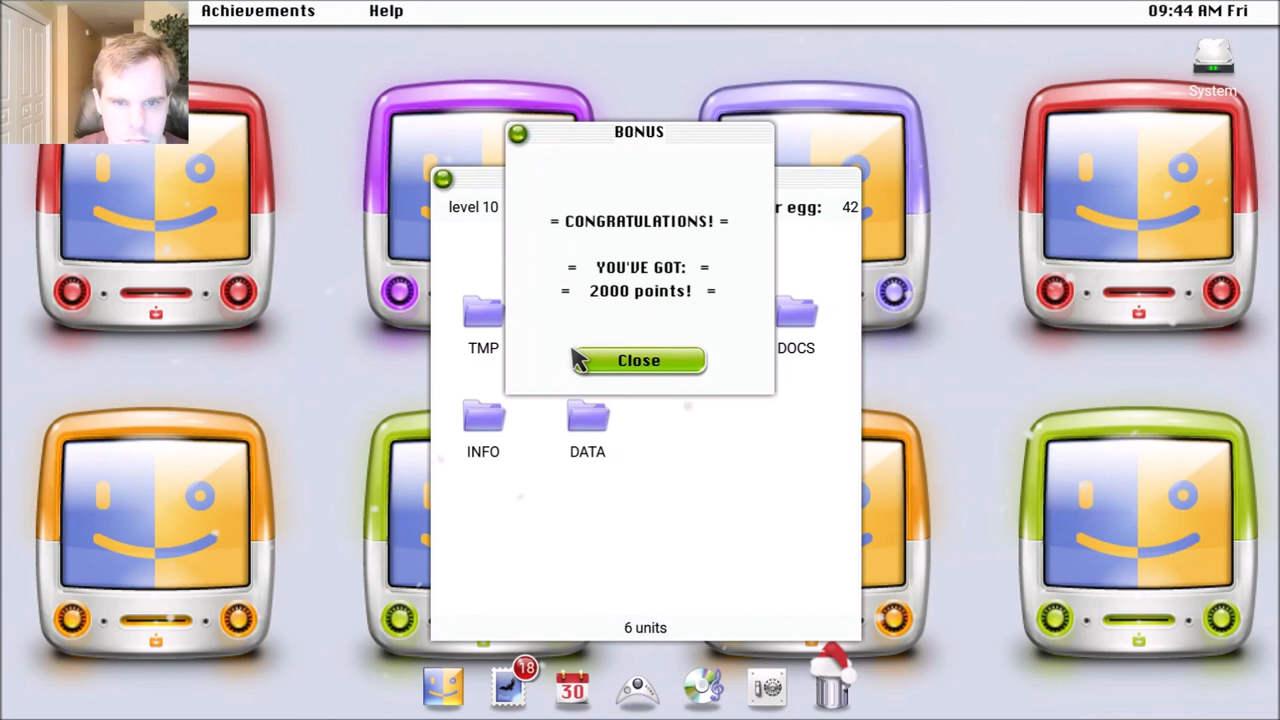 Achievements Help 09:44 AM Fri
System
BONUS
level 10 r egg: 42
= CONGRATULATIONS! =
= YOU'VE GOT: =
= 2000 points! =
TMP DOCS
Close
INFO DATA
6 units
18
30